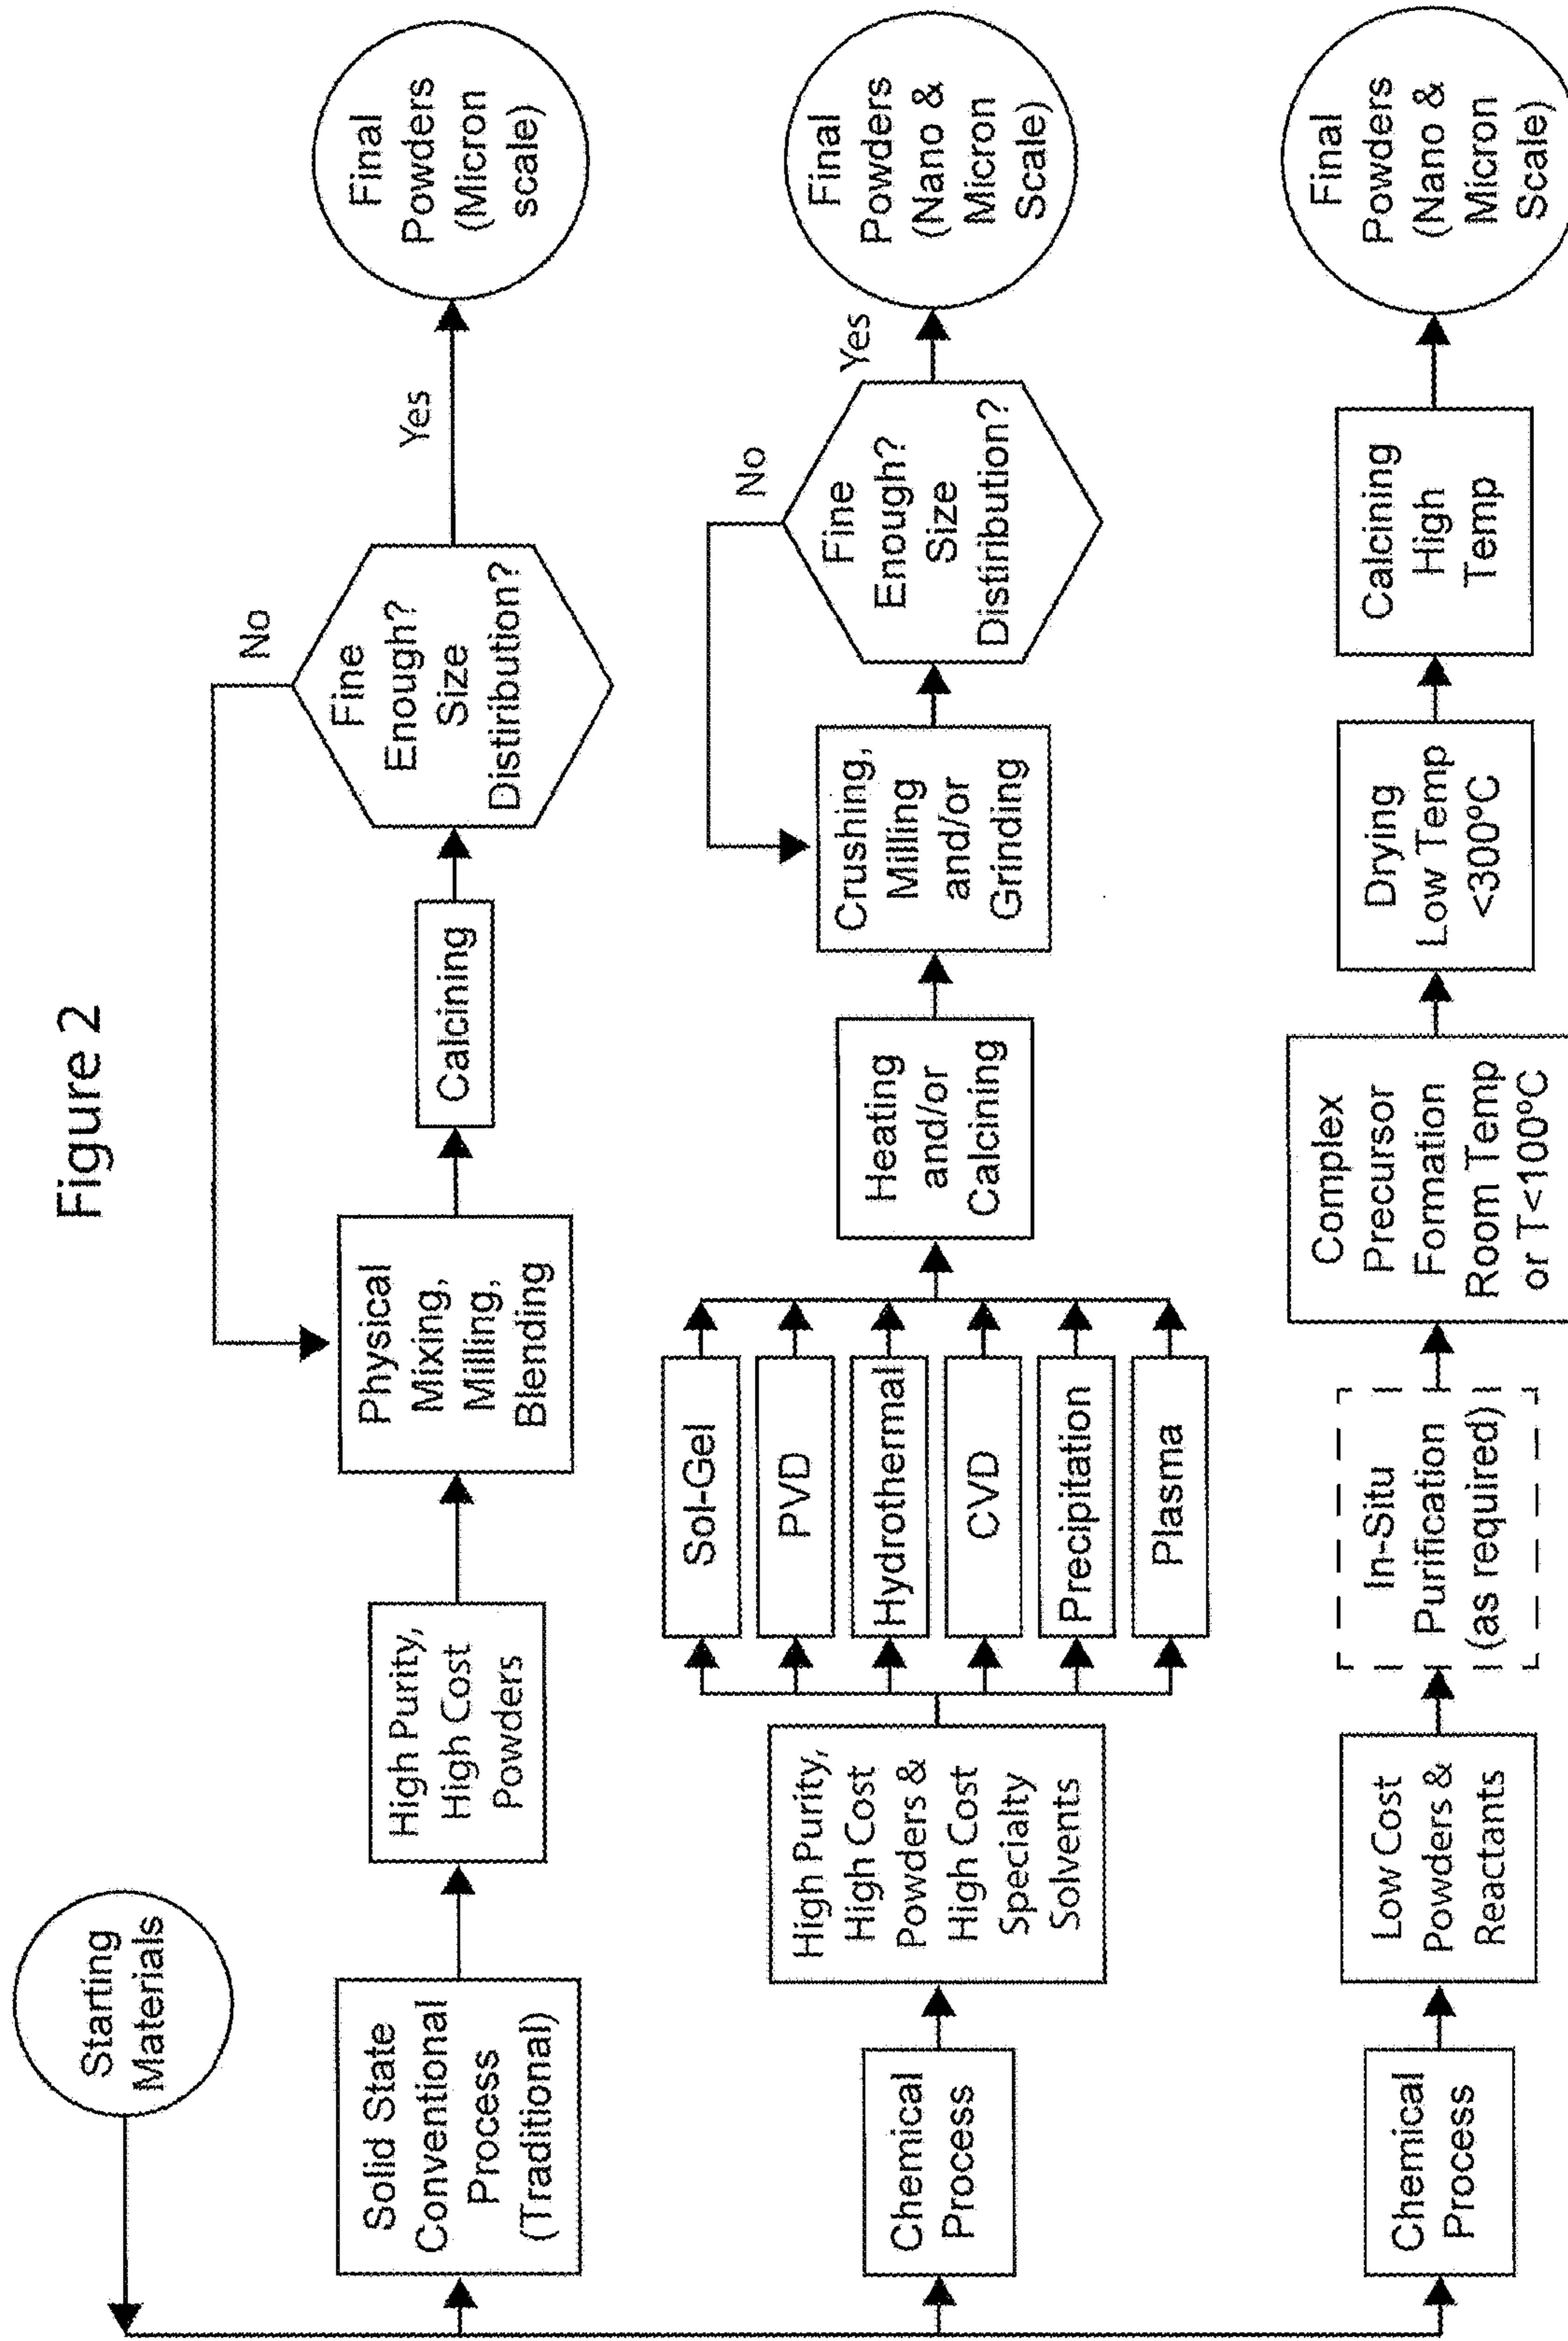 Figure 2
Starting
Materials
Solid State
Conventional
Process
(Traditional)
High Purity,
High Cost
Powders
Physical
Mixing,
Milling,
Blending
Calcining
Fine
Enough?
Size
Distiribution?
No
Yes
Final
Powders
(Micron
scale)
Chemical
Process
High Purity,
High Cost
Powders &
High Cost
Specialty
Solvents
Sol-Gel
PVD
Hydrothermal
CVD
Precipitation
Plasma
Heating
and/or
Calcining
Crushing,
Milling
and/or
Grinding
Fine
Enough?
Size
Distiribution?
No
Yes
Final
Powders
(Nano &
Micron
Scale)
Chemical
Process
Low Cost
Powders &
Reactants
In-Situ
Purification
(as required)
Complex
Precursor
Formation
Room Temp
or T<100ºC
Drying
Low Temp
<300ºC
Calcining
High
Temp
Final
Powders
(Nano &
Micron
Scale)